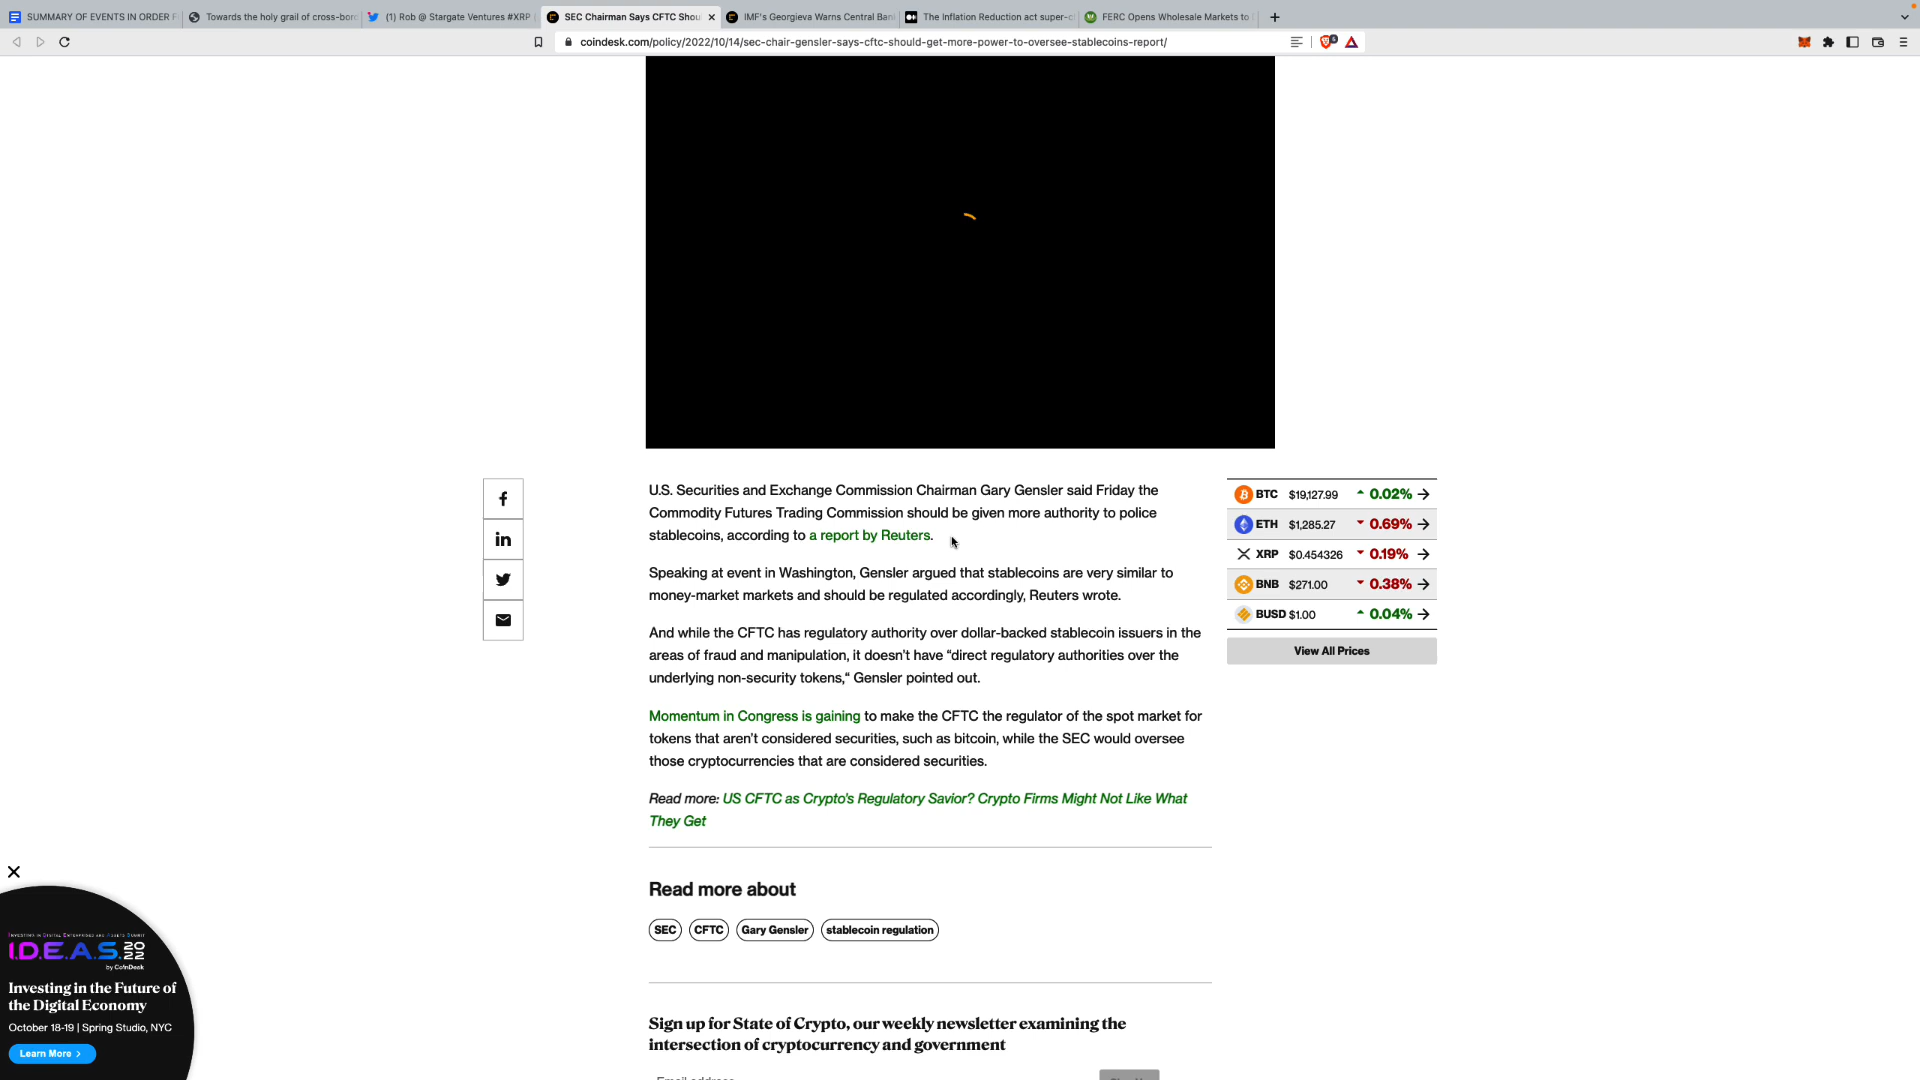 SUMMARY OF EVENTS IN ORDER F
Towards the holy grail of cross-bor
(1) Rob @ Stargate Ventures #XRP
SEC Chairman Says CFTC Shou
IMF's Georgieva Warns Central Ban
The Inflation Reduction act super-c
FERC Opens Wholesale Markets to
coindesk.com/policy/2022/10/14/sec-chair-gensler-says-cftc-should-get-more-power-to-oversee-stablecoins-report/
U.S. Securities and Exchange Commission Chairman Gary Gensler said Friday the
Commodity Futures Trading Commission should be given more authority to police
stablecoins, according to a report by Reuters.
Speaking at event in Washington, Gensler argued that stablecoins are very similar to
money-market markets and should be regulated accordingly, Reuters wrote.
And while the CFTC has regulatory authority over dollar-backed stablecoin issuers in the
areas of fraud and manipulation, it doesn't have “direct regulatory authorities over the
underlying non-security tokens,“ Gensler pointed out.
Momentum in Congress is gaining to make the CFTC the regulator of the spot market for
tokens that aren't considered securities, such as bitcoin, while the SEC would oversee
those cryptocurrencies that are considered securities.
Read more: US CFTC as Crypto's Regulatory Savior? Crypto Firms Might Not Like What
They Get
Read more about
SEC CFTC Gary Gensler stablecoin regulation
Sign up for State of Crypto, our weekly newsletter examining the
intersection of cryptocurrency and government
Email address
BTC $19,127.99 0.02%
ETH $1,285.27 0.69%
XRP $0.454326 0.19%
BNB $271.00 0.38%
BUSD $1.00 0.04%
View All Prices
INVESTING IN DIGITAL ENTERPRISES AND ASSETS SUMMIT
I.D.E.A.S. 2022
by CoinDesk
Investing in the Future of
the Digital Economy
October 18-19 | Spring Studio, NYC
Learn More